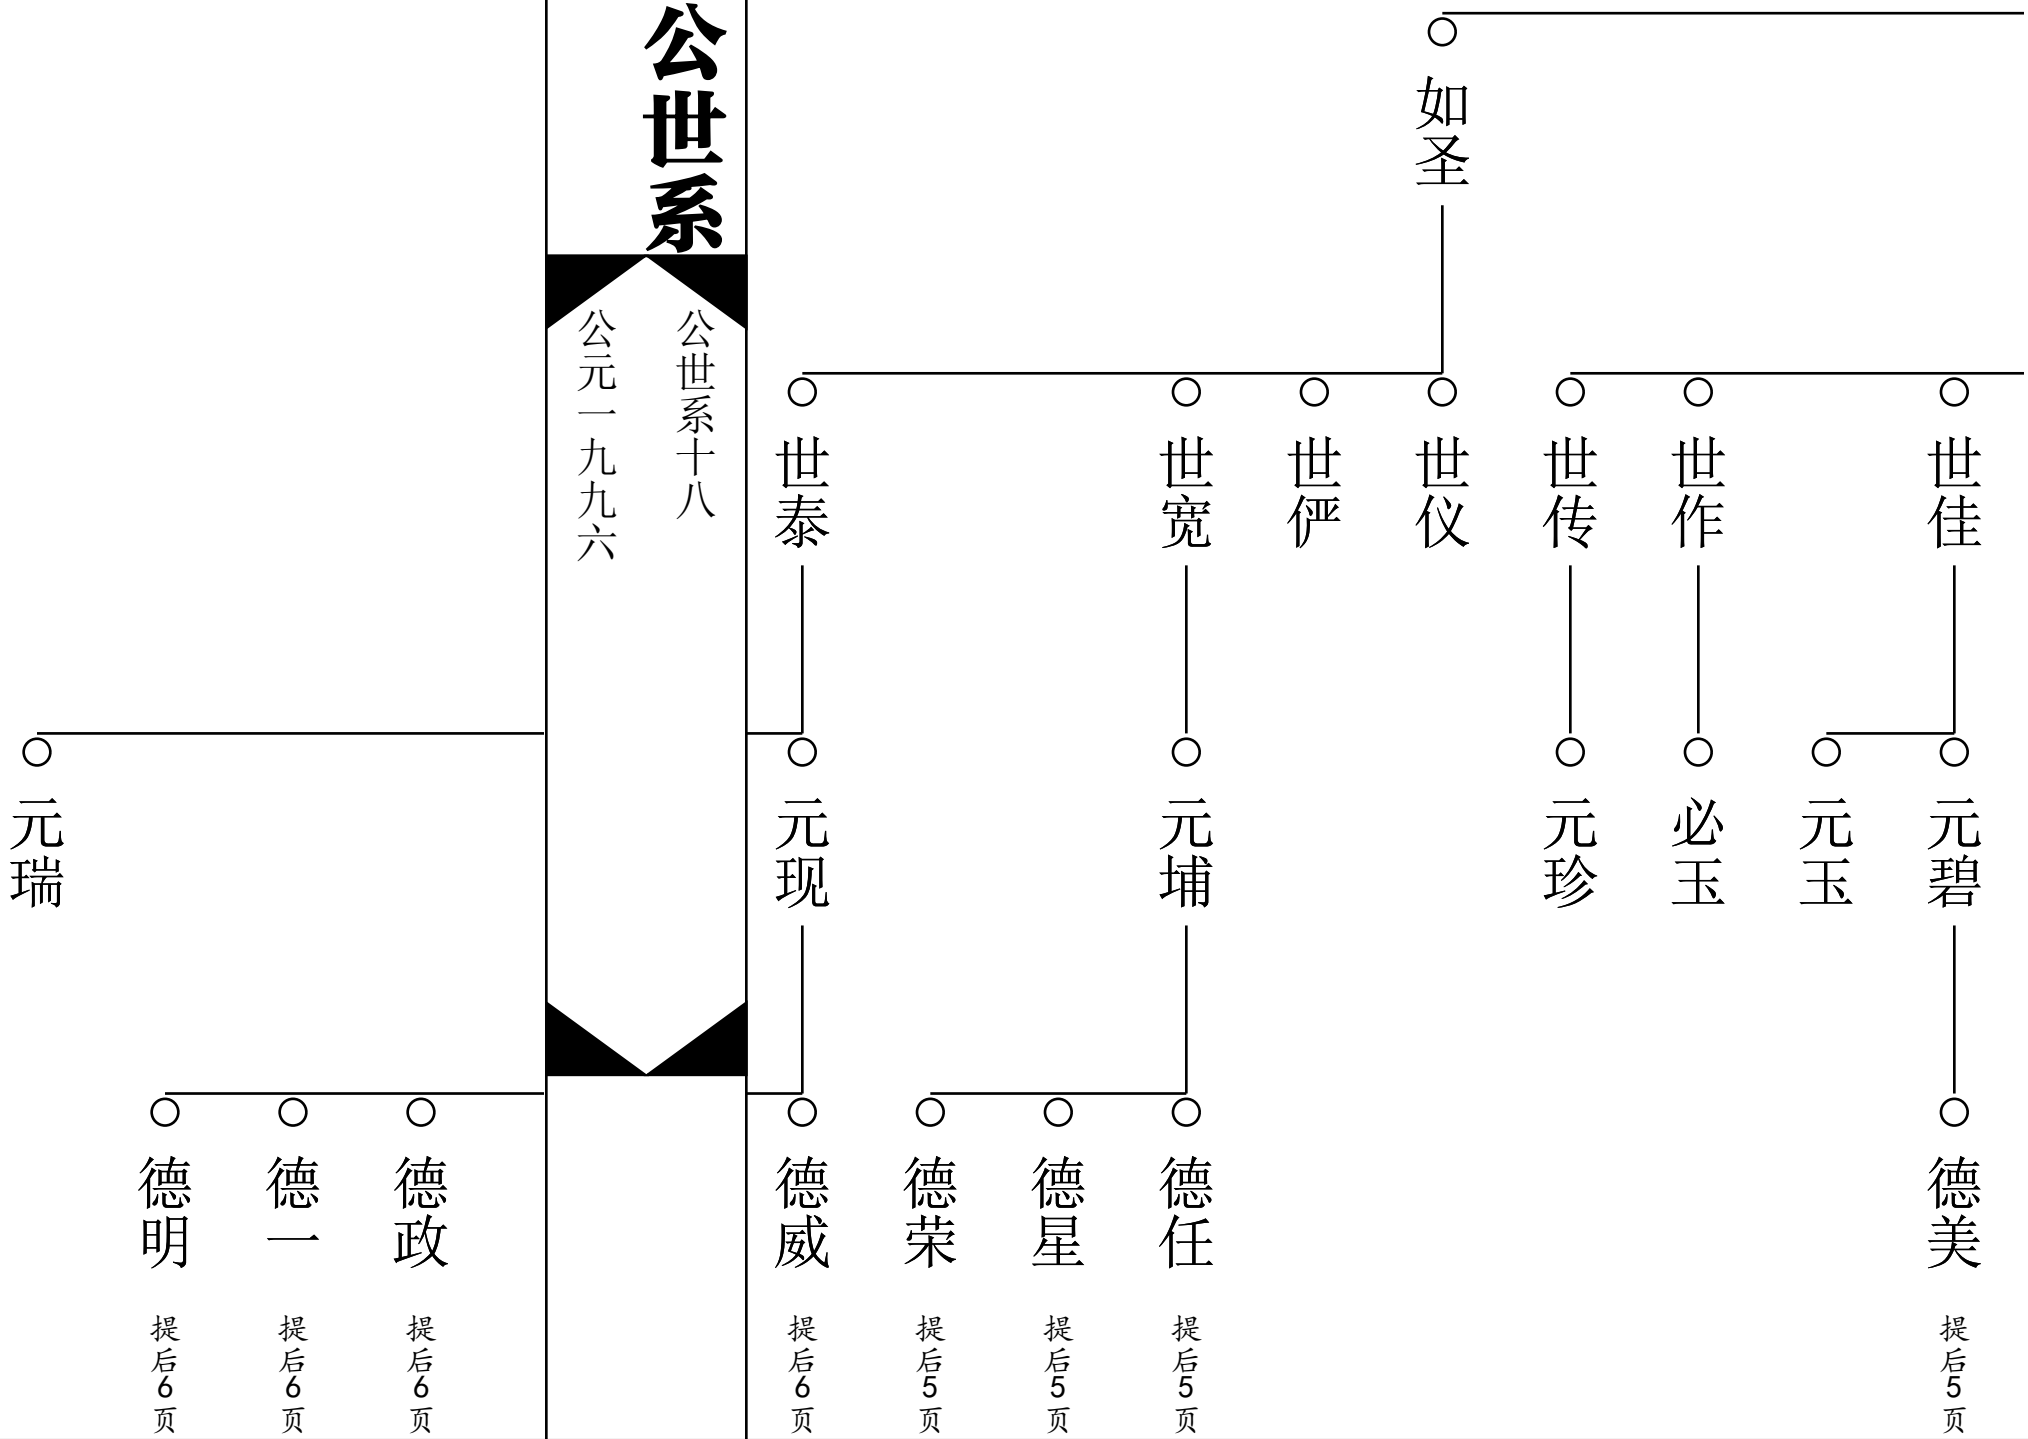 如圣
世佳
世作
世传
世仪
世俨
世宽
世泰
元碧
元玉
必玉
元珍
元埔
元现
德美
提后5页
德任
提后5页
德星
提后5页
德荣
提后5页
德威
提后6页
公世系
公世系十八
公元一九九六
元瑞
德政
提后6页
德一
提后6页
德明
提后6页